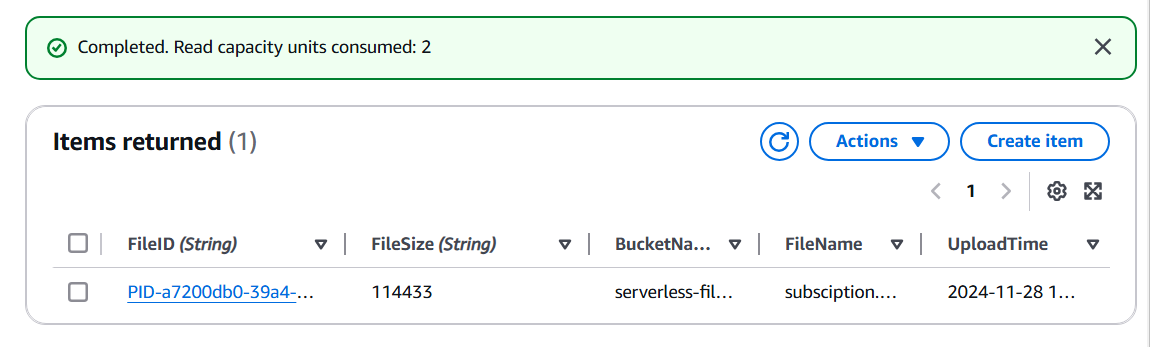 Completed. Read capacity units consumed: 2
Items returned (1)
Actions
Create item
1
FileID (String) FileSize (String) BucketNa... FileName UploadTime
PID-a7200db0-39a4-... 114433 serverless-fil... subsciption.... 2024-11-28 1...